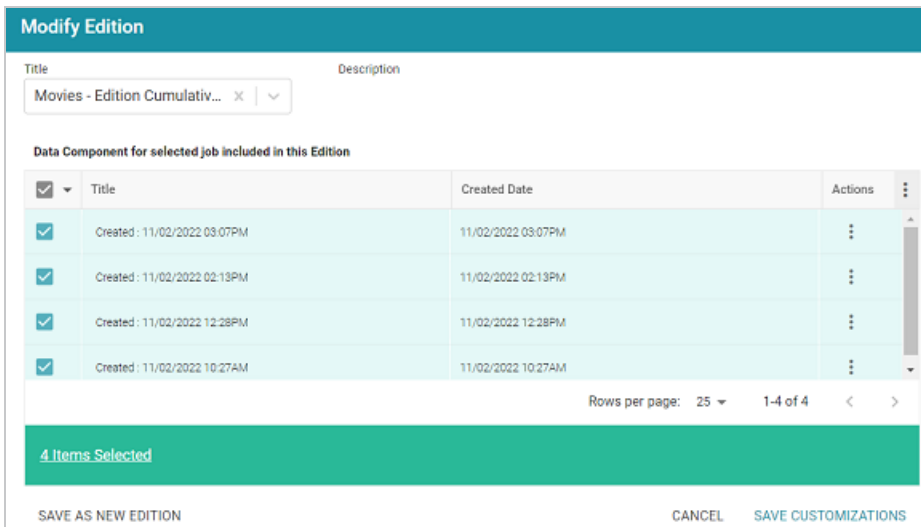 Modify Edition
Title Description
Movies - Edition Cumulativ...
Data Component for selected job included in this Edition
Title Created Date Actions
Created : 11/02/2022 03:07PM 11/02/2022 03:07PM
Created : 11/02/2022 02:13PM 11/02/2022 02:13PM
Created : 11/02/2022 12:28PM 11/02/2022 12:28PM
Created : 11/02/2022 10:27AM 11/02/2022 10:27AM
Rows per page: 25 1-4 of 4
4 Items Selected
SAVE AS NEW EDITION CANCEL SAVE CUSTOMIZATIONS